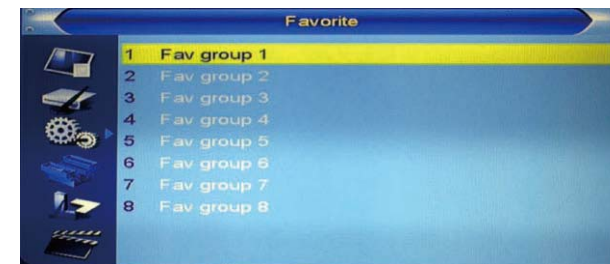 Favorite
1 Fav group 1
2 Fav group 2
3 Fav group 3
4 Fav group 4
5 Fav group 5
6 Fav group 6
7 Fav group 7
8 Fav group 8